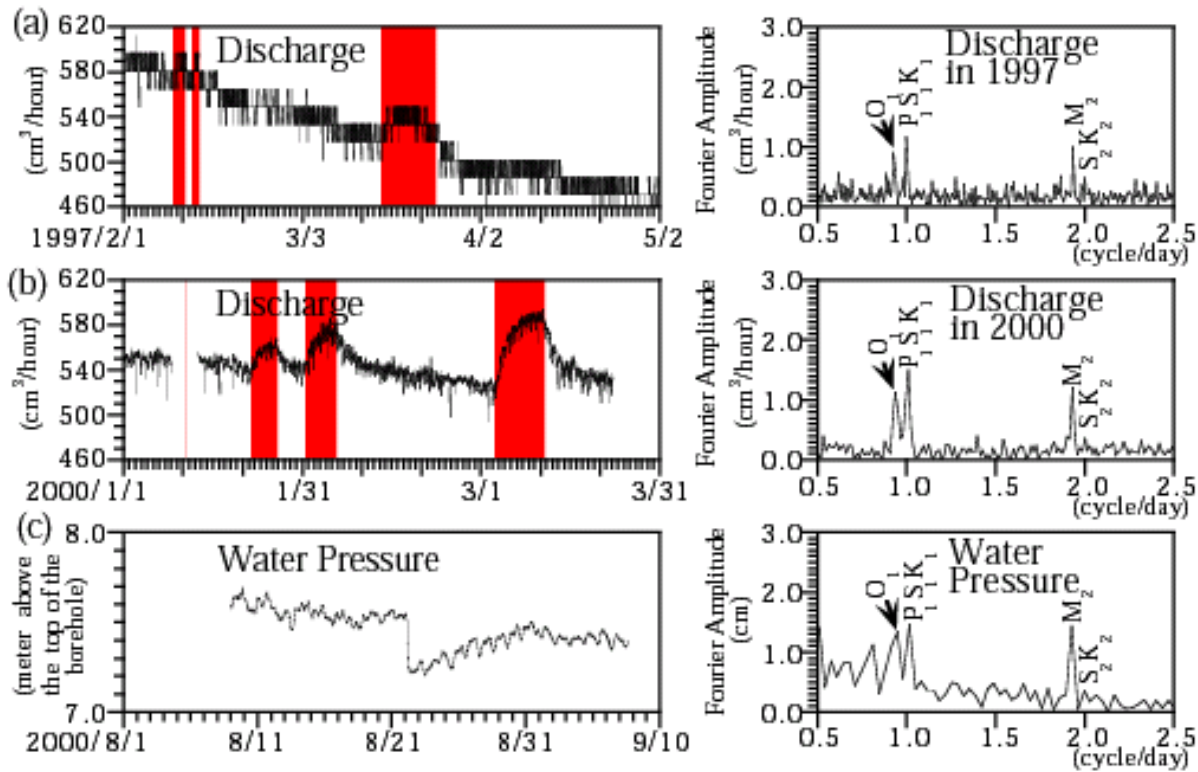 (a)
620
580
540
500
460
(cm³/hour)
Discharge
1997/2/1 3/3 4/2 5/2
Fourier Amplitude
(cm³/hour)
3.0
2.0
1.0
0.0
Discharge
in 1997
O₁
P₁S₁K₁
M₂
S₂K₂
0.5 1.0 1.5 2.0 2.5
(cycle/day)
(b)
620
580
540
500
460
(cm³/hour)
Discharge
2000/1/1 1/31 3/1 3/31
Fourier Amplitude
(cm³/hour)
3.0
2.0
1.0
0.0
Discharge
in 2000
O₁
P₁S₁K₁
M₂
S₂K₂
0.5 1.0 1.5 2.0 2.5
(cycle/day)
(c)
8.0
7.0
(meter above
the top of the
borehole)
Water Pressure
2000/8/1 8/11 8/21 8/31 9/10
Fourier Amplitude
(cm)
3.0
2.0
1.0
0.0
Water
Pressure
O₁
P₁S₁K₁
M₂
S₂K₂
0.5 1.0 1.5 2.0 2.5
(cycle/day)